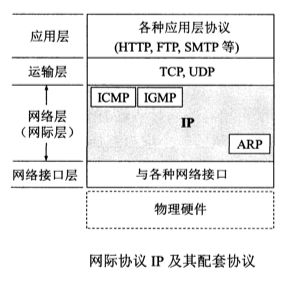 应用层
各种应用层协议
(HTTP, FTP, SMTP 等)
运输层
TCP, UDP
ICMP
IGMP
网络层
(网际层)
IP
ARP
网络接口层
与各种网络接口
物理硬件
网际协议 IP 及其配套协议